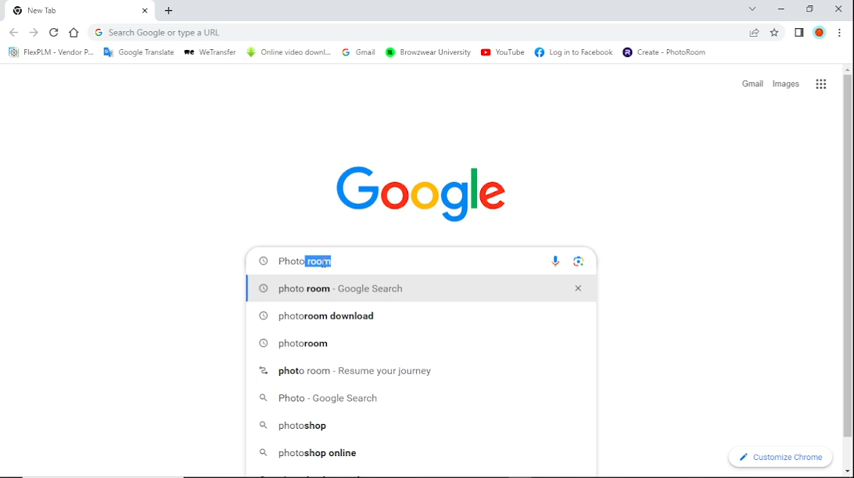 New Tab
Search Google or type a URL
FlexPLM - Vendor P... Google Translate WeTransfer Online video downl... Gmail Browzwear University YouTube Log in to Facebook Create - PhotoRoom
Gmail Images
Google
Photo room
photo room - Google Search
photoroom download
photoroom
photo room - Resume your journey
Photo - Google Search
photoshop
photoshop online
Customize Chrome